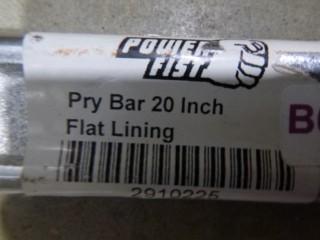 POWER
FIST
Pry Bar 20 Inch
Flat Lining
2910225